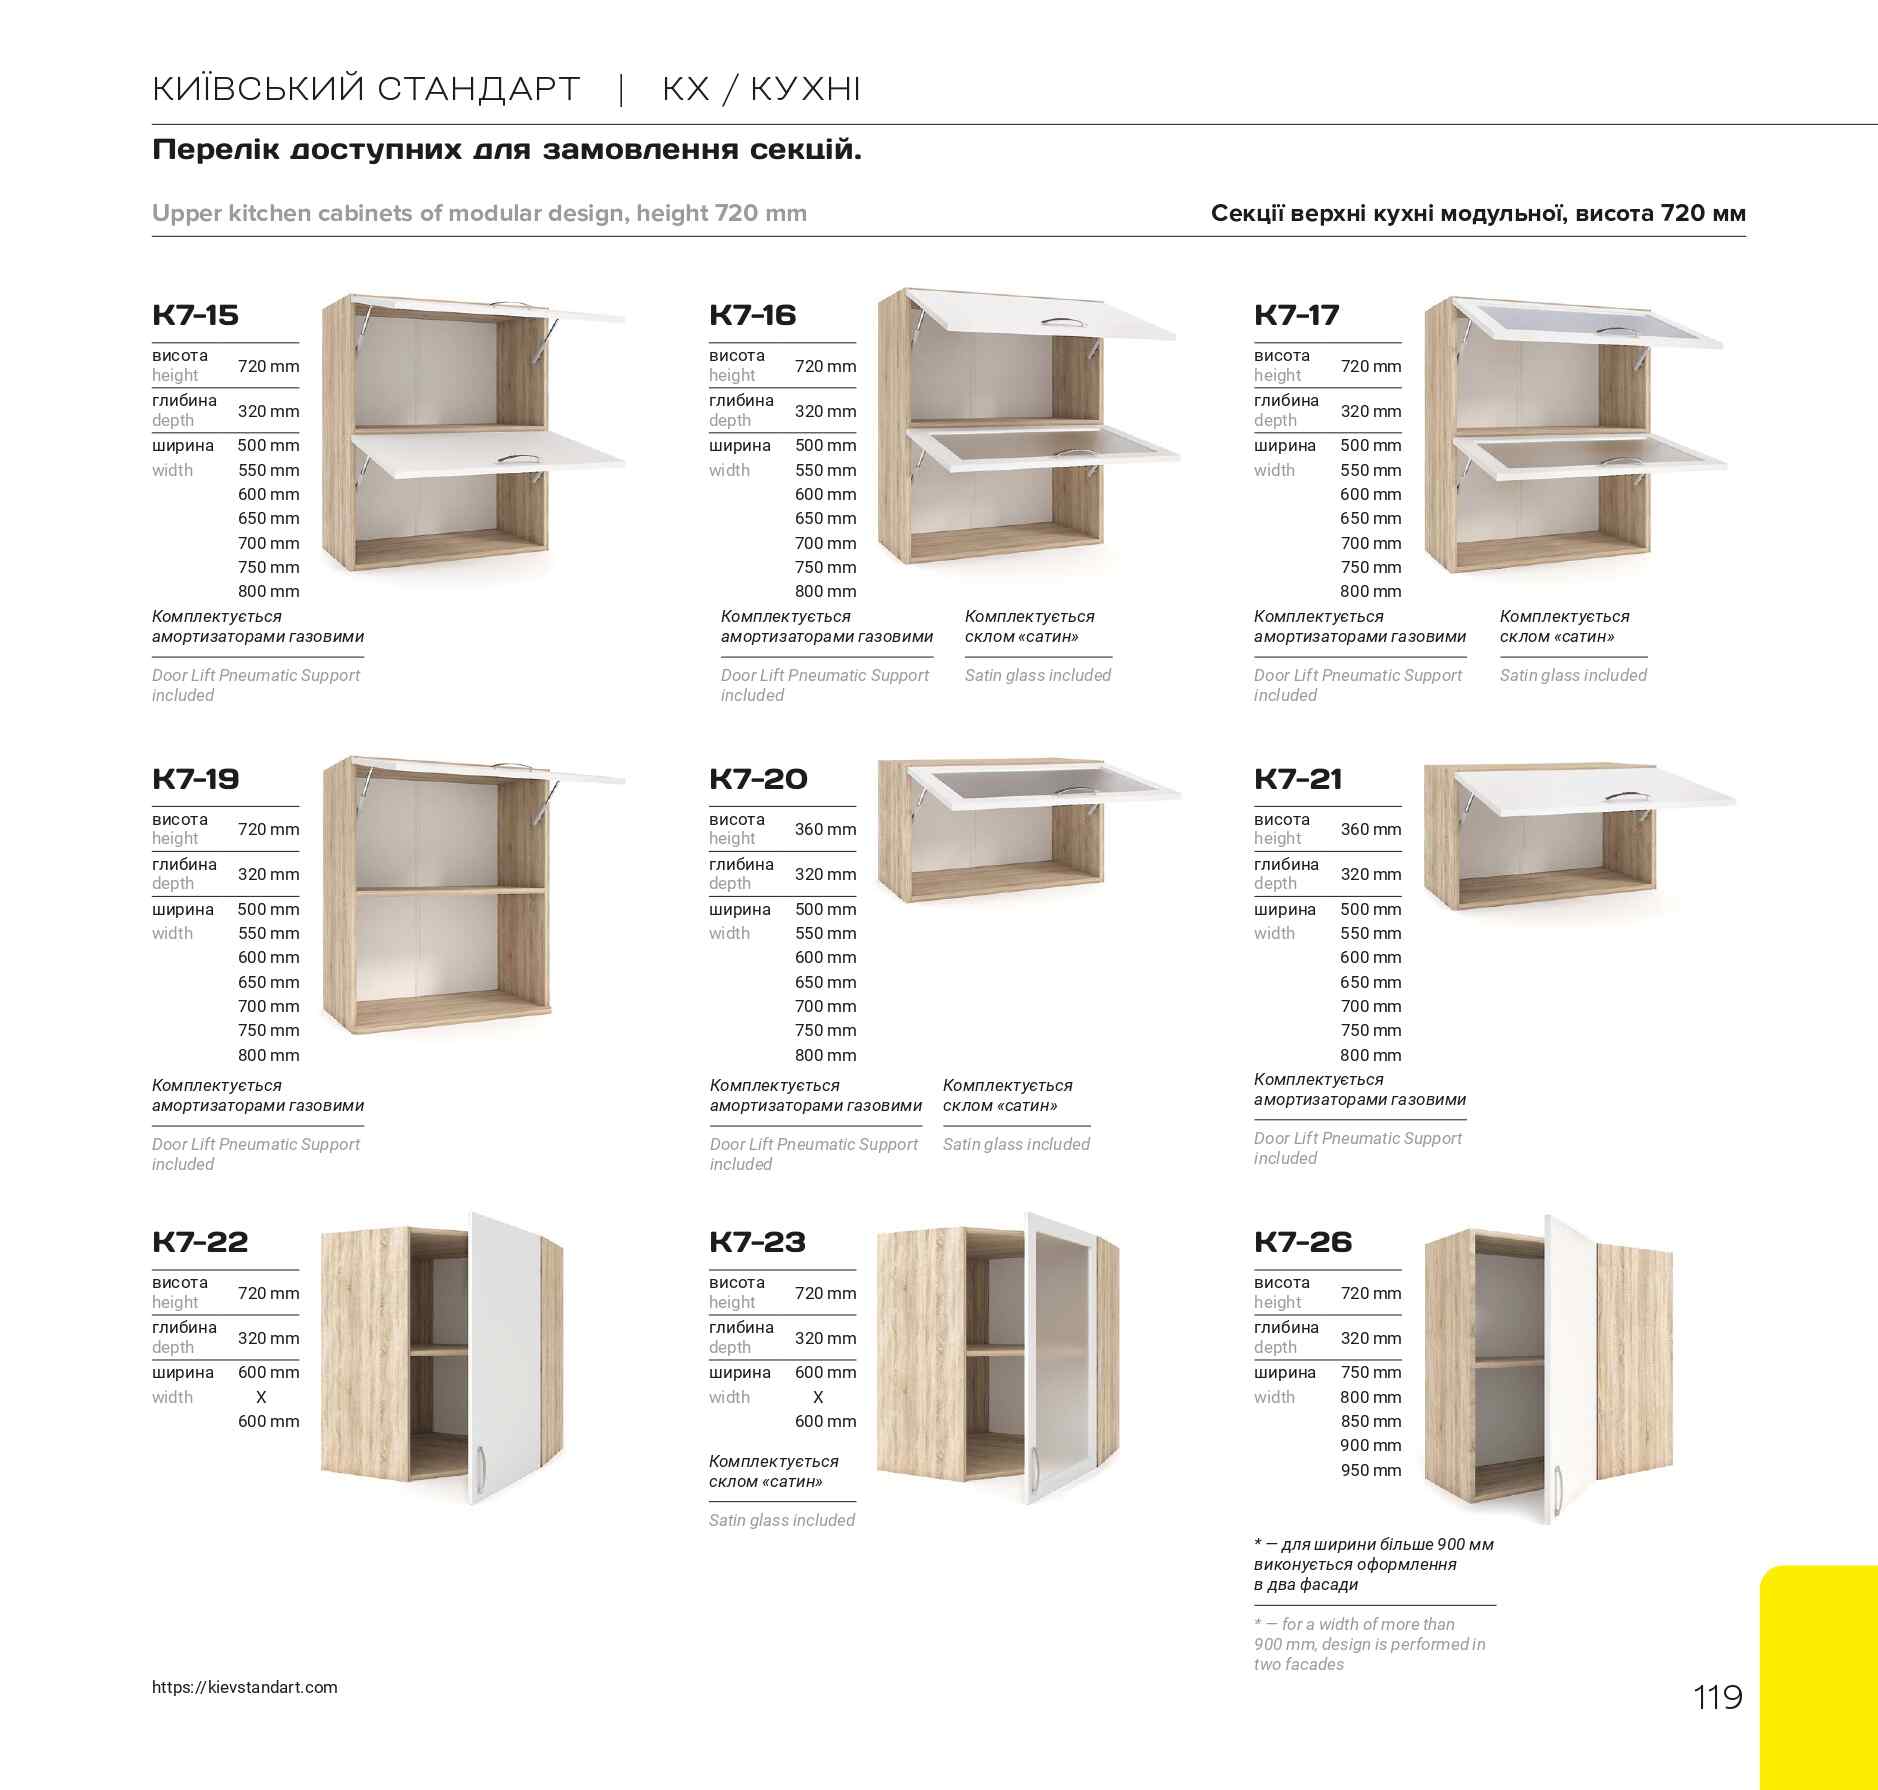 КИЇВСЬКИЙ СТАНДАРТ | КХ / КУХНІ
Перелік доступних для замовлення секцій.
Upper kitchen cabinets of modular design, height 720 mm
Секції верхні кухні модульної, висота 720 мм
К7-15
висота
height
720 mm
глибина
depth
320 mm
ширина 500 mm
width 550 mm
600 mm
650 mm
700 mm
750 mm
800 mm
Комплектується
амортизаторами газовими
Door Lift Pneumatic Support
included
К7-16
висота
height
720 mm
глибина
depth
320 mm
ширина 500 mm
width 550 mm
600 mm
650 mm
700 mm
750 mm
800 mm
Комплектується
амортизаторами газовими
Door Lift Pneumatic Support
included
Комплектується
склом «сатин»
Satin glass included
К7-17
висота
height
720 mm
глибина
depth
320 mm
ширина 500 mm
width 550 mm
600 mm
650 mm
700 mm
750 mm
800 mm
Комплектується
амортизаторами газовими
Door Lift Pneumatic Support
included
Комплектується
склом «сатин»
Satin glass included
К7-19
висота
height
720 mm
глибина
depth
320 mm
ширина 500 mm
width 550 mm
600 mm
650 mm
700 mm
750 mm
800 mm
Комплектується
амортизаторами газовими
Door Lift Pneumatic Support
included
К7-20
висота
height
360 mm
глибина
depth
320 mm
ширина 500 mm
width 550 mm
600 mm
650 mm
700 mm
750 mm
800 mm
Комплектується
амортизаторами газовими
Door Lift Pneumatic Support
included
Комплектується
склом «сатин»
Satin glass included
К7-21
висота
height
360 mm
глибина
depth
320 mm
ширина 500 mm
width 550 mm
600 mm
650 mm
700 mm
750 mm
800 mm
Комплектується
амортизаторами газовими
Door Lift Pneumatic Support
included
К7-22
висота
height
720 mm
глибина
depth
320 mm
ширина 600 mm
width X
600 mm
К7-23
висота
height
720 mm
глибина
depth
320 mm
ширина 600 mm
width X
600 mm
Комплектується
склом «сатин»
Satin glass included
К7-26
висота
height
720 mm
глибина
depth
320 mm
ширина 750 mm
width 800 mm
850 mm
900 mm
950 mm
* — для ширини більше 900 мм
виконується оформлення
в два фасади
* — for a width of more than
900 mm, design is performed in
two facades
https://kievstandart.com
119